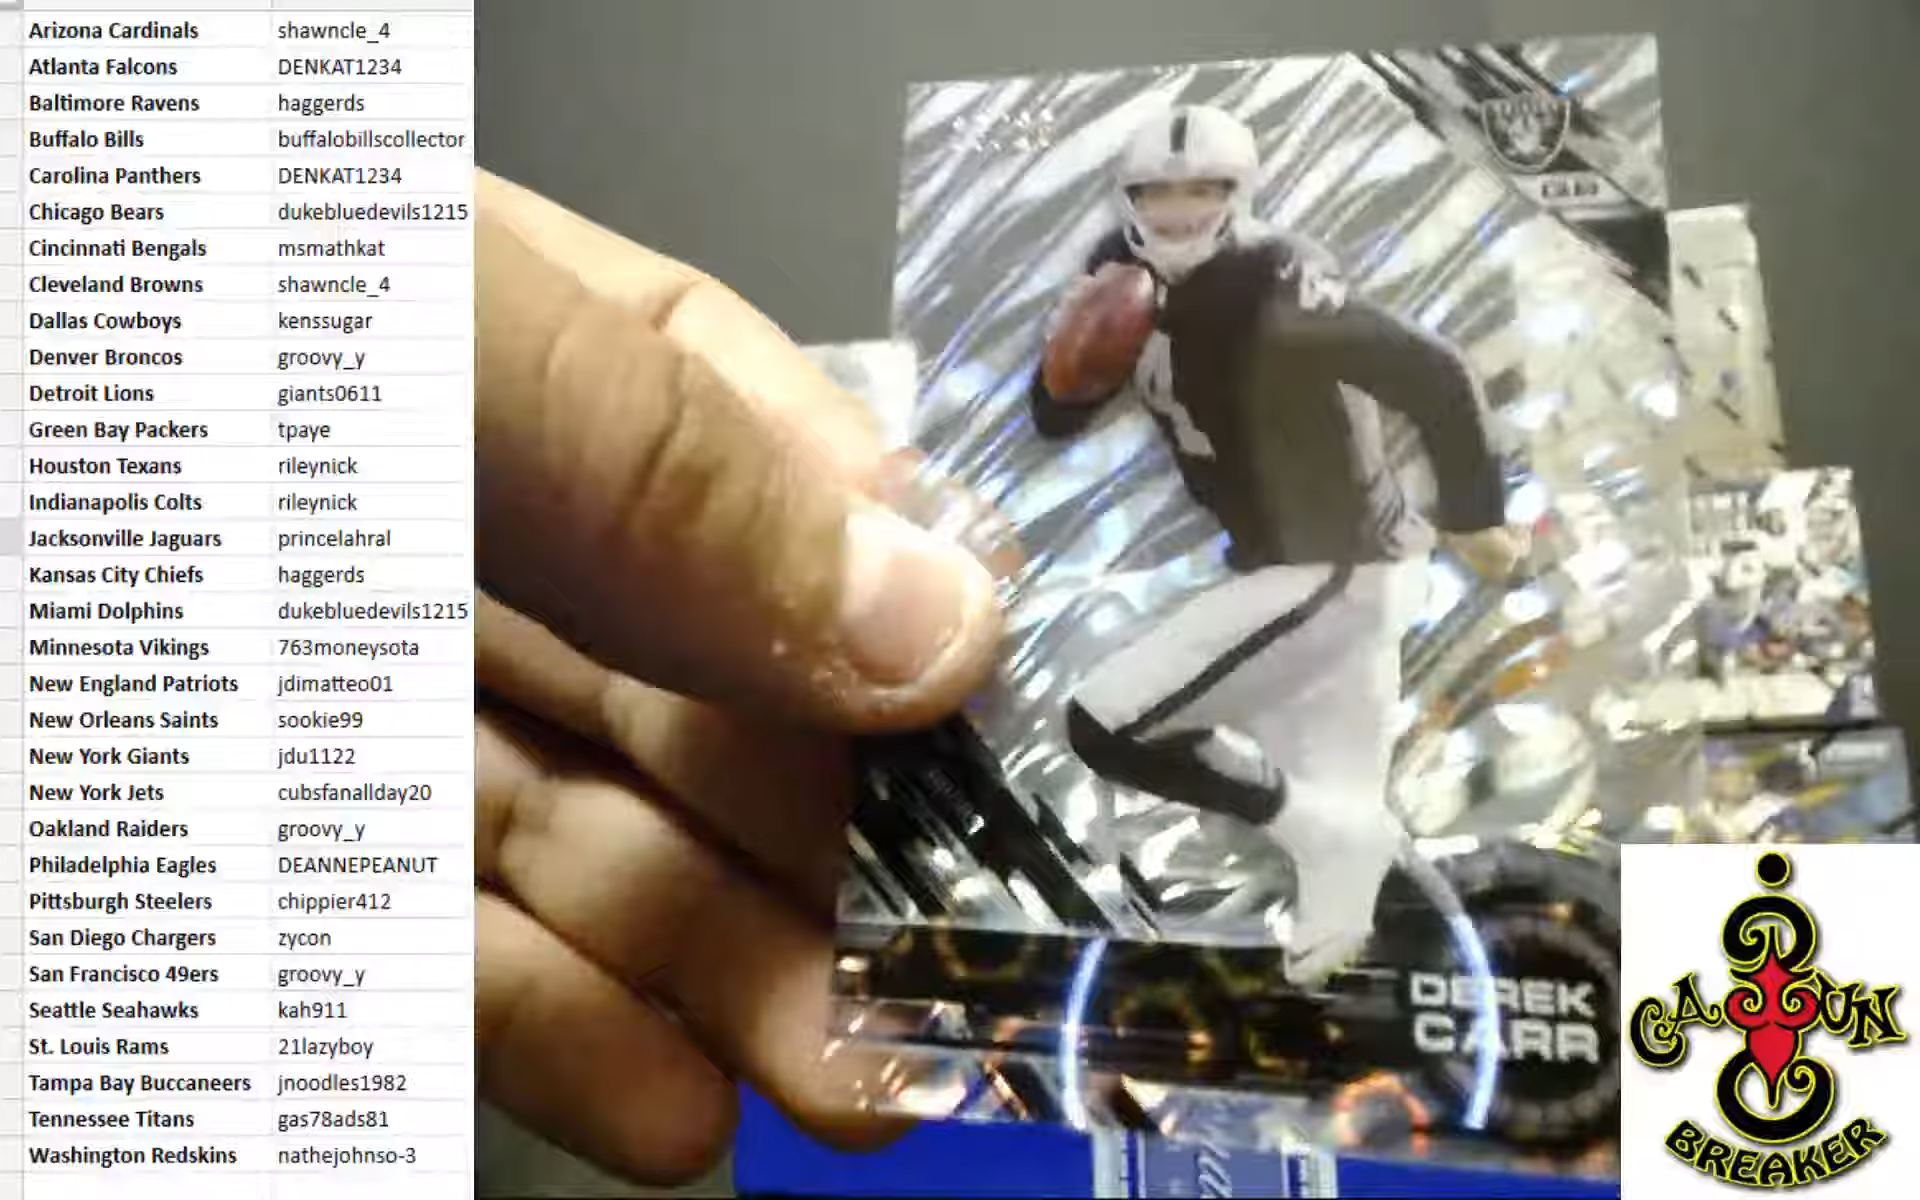 Arizona Cardinals shawncle_4
Atlanta Falcons DENKAT1234
Baltimore Ravens haggerds
Buffalo Bills buffalobillscollector
Carolina Panthers DENKAT1234
Chicago Bears dukebluedevils1215
Cincinnati Bengals msmathkat
Cleveland Browns shawncle_4
Dallas Cowboys kenssugar
Denver Broncos groovy_y
Detroit Lions giants0611
Green Bay Packers tpaye
Houston Texans rileynick
Indianapolis Colts rileynick
Jacksonville Jaguars princelahral
Kansas City Chiefs haggerds
Miami Dolphins dukebluedevils1215
Minnesota Vikings 763moneysota
New England Patriots jdimatteo01
New Orleans Saints sookie99
New York Giants jdu1122
New York Jets cubsfanallday20
Oakland Raiders groovy_y
Philadelphia Eagles DEANNEPEANUT
Pittsburgh Steelers chippier412
San Diego Chargers zycon
San Francisco 49ers groovy_y
Seattle Seahawks kah911
St. Louis Rams 21lazyboy
Tampa Bay Buccaneers jnoodles1982
Tennessee Titans gas78ads81
Washington Redskins nathejohnso-3
DEREK
CARR
CAJUN
BREAKER